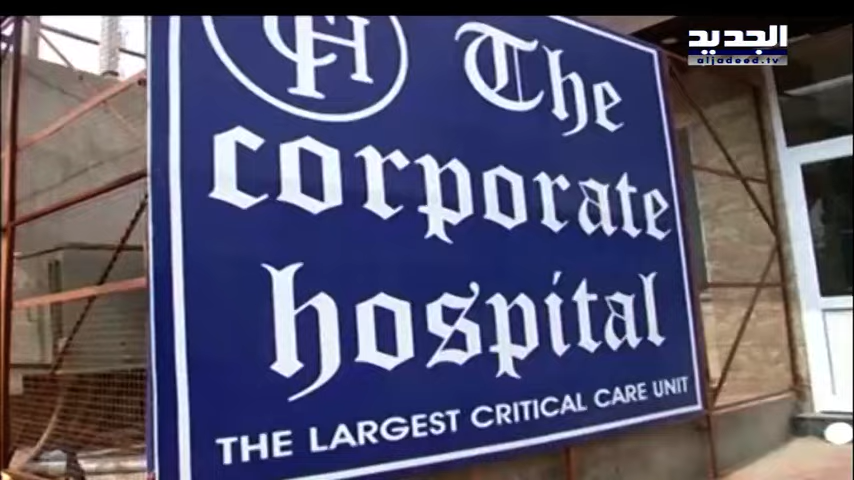 الجديد
aljadeed.tv
CH
The
corporate
hospital
THE LARGEST CRITICAL CARE UNIT